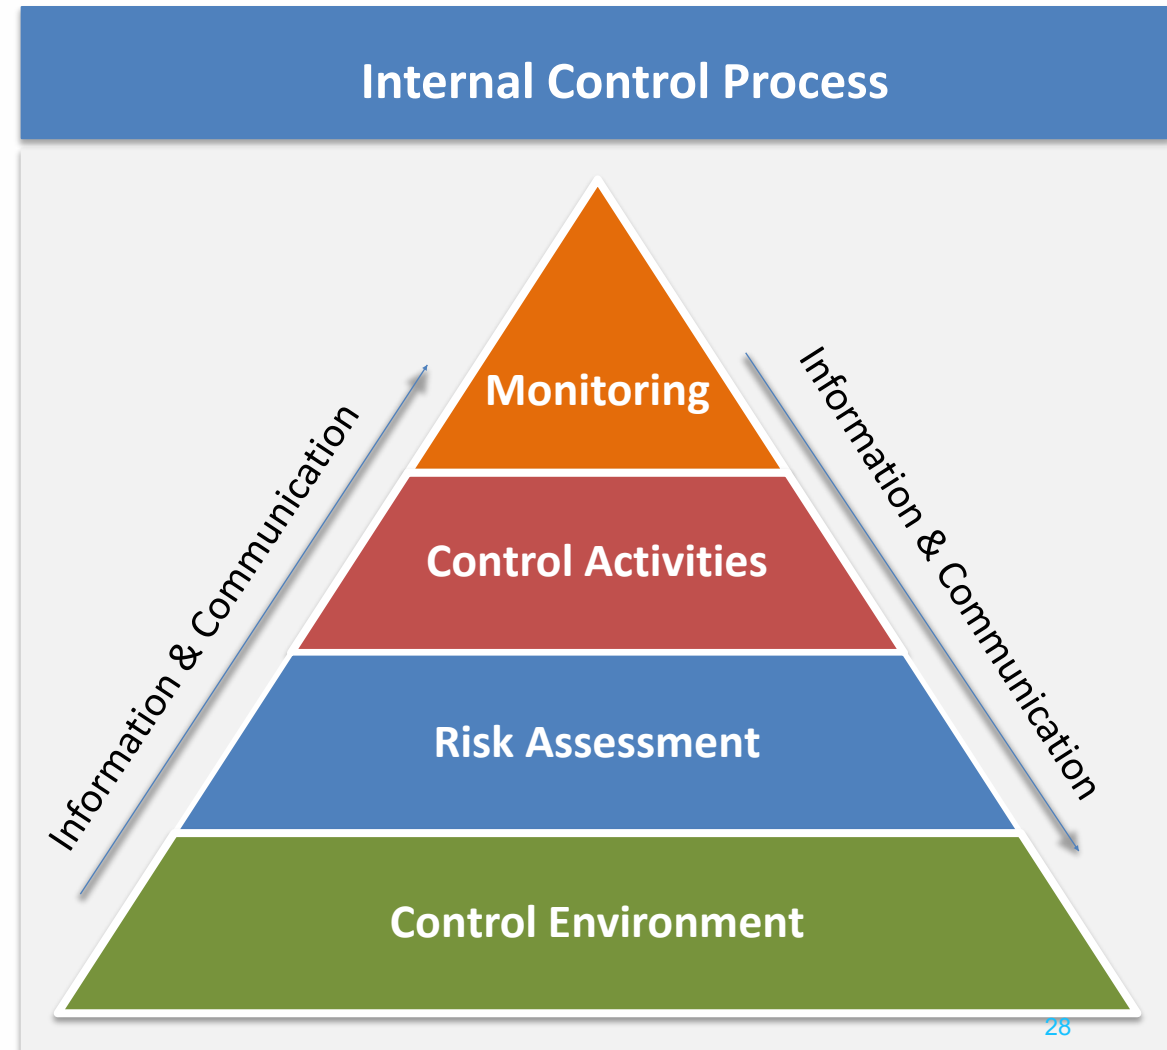 Internal Control Process
Monitoring
Control Activities
Risk Assessment
Control Environment
Information & Communication
Information & Communication
28